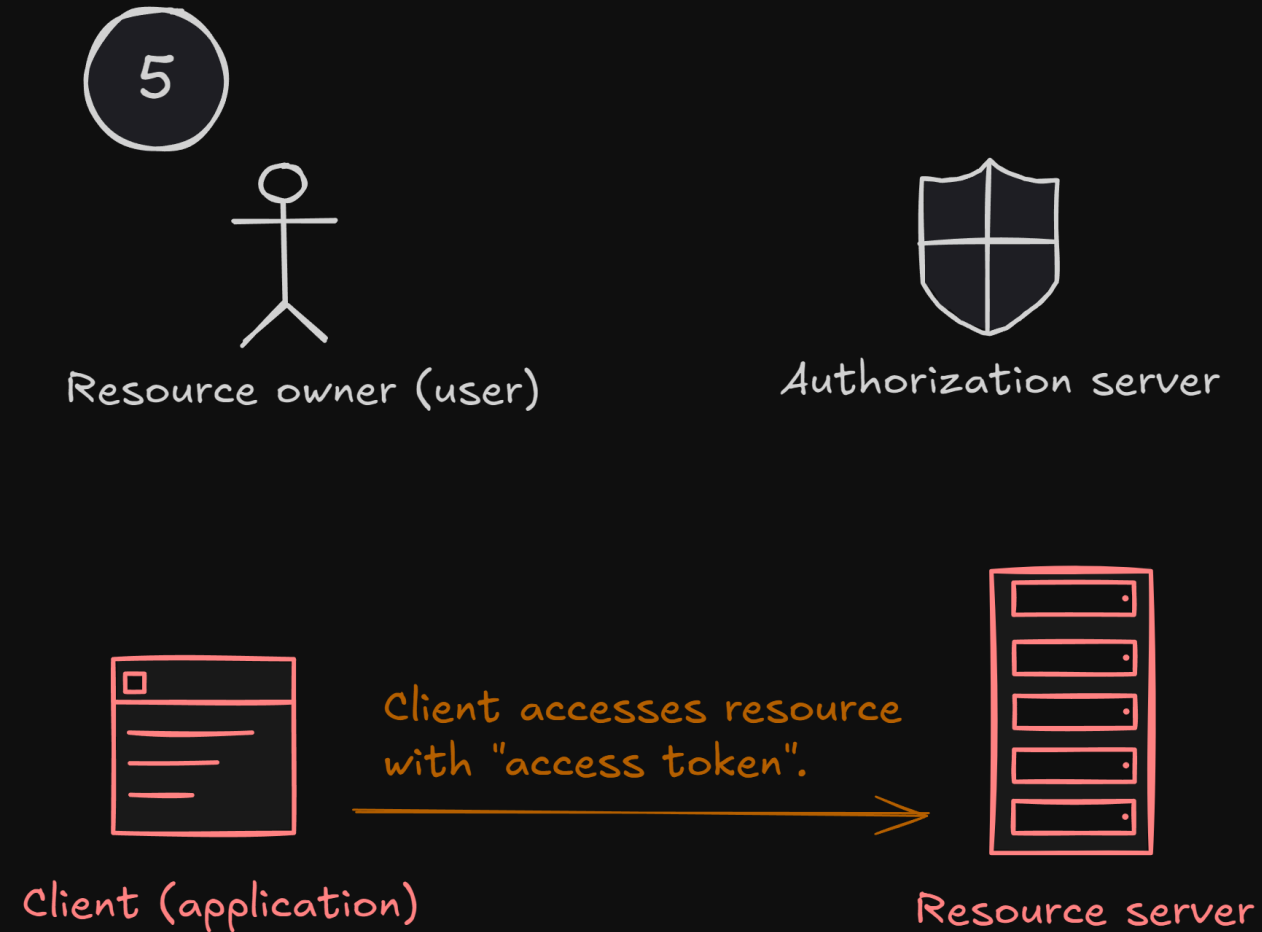 5
Resource owner (user)
Authorization server
Client accesses resource
with "access token".
Client (application)
Resource server